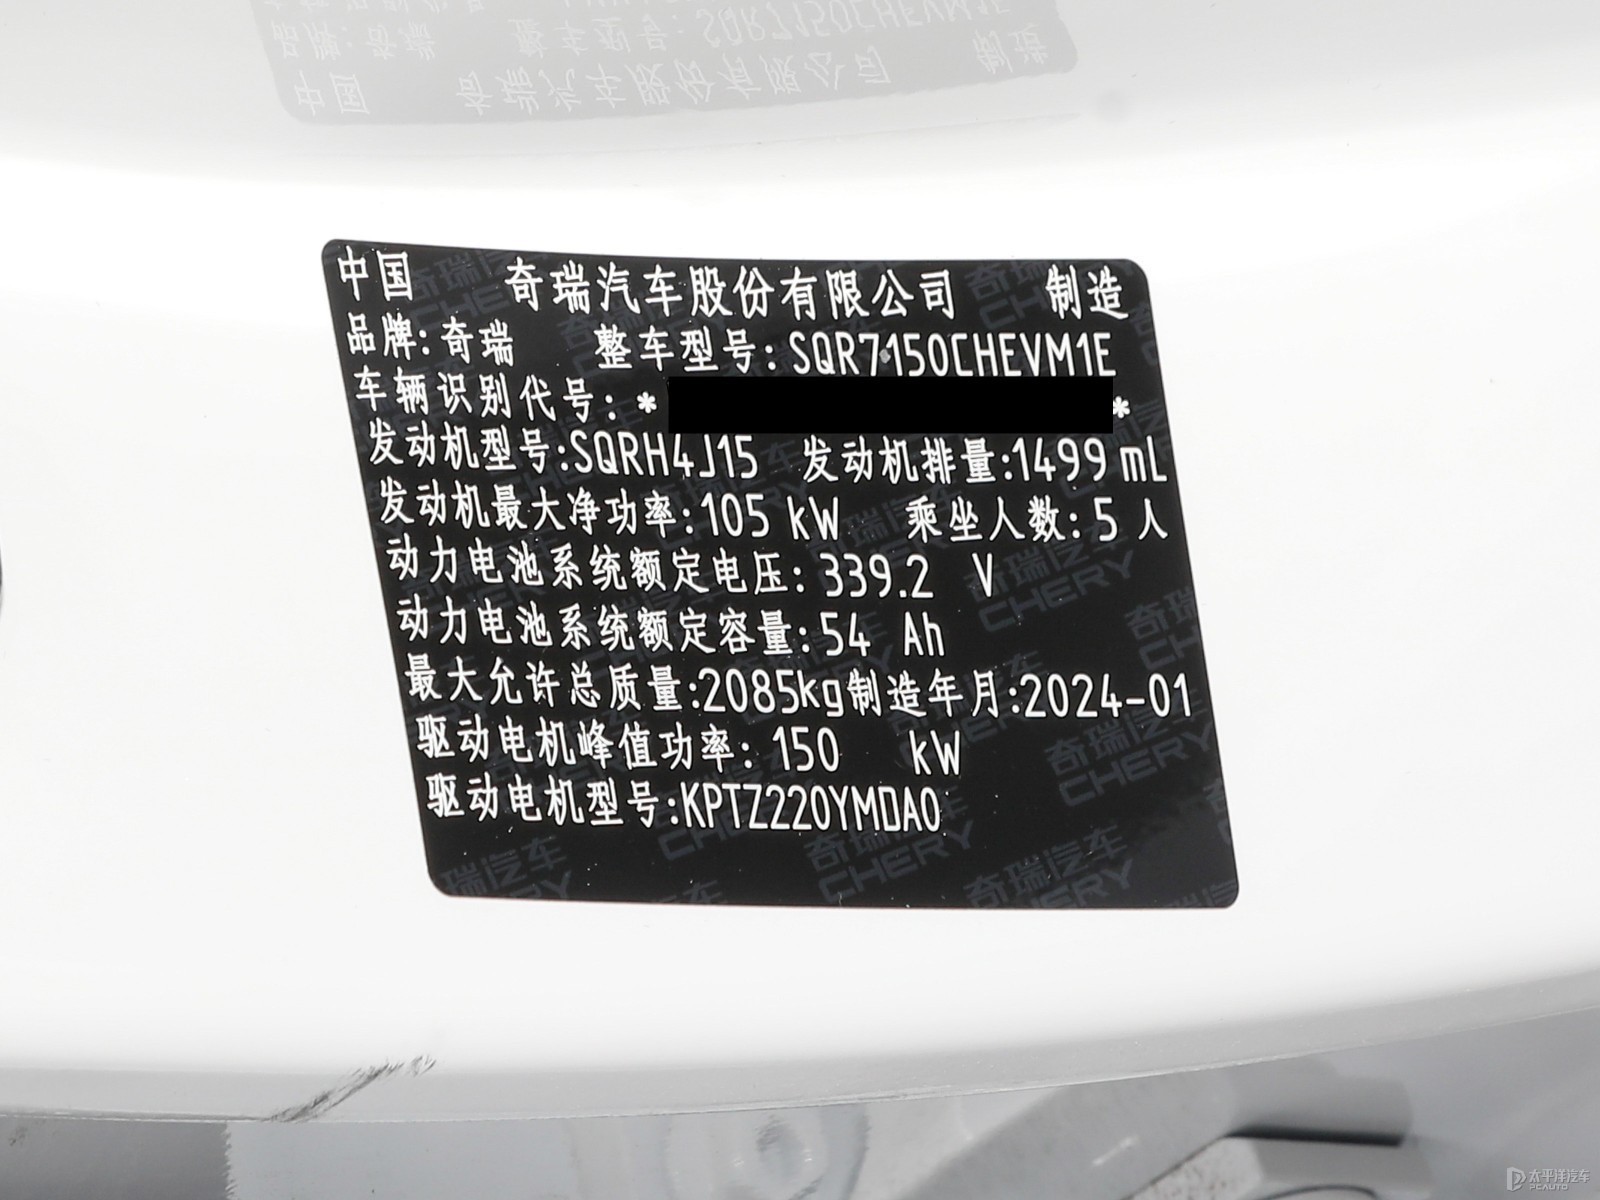 中国 奇瑞汽车股份有限公司 制造
品牌:奇瑞 整车型号:SQR7150CHEVM1E
车辆识别代号:* *
发动机型号:SQRH4J15 发动机排量:1499 mL
发动机最大净功率:105 kW 乘坐人数:5 人
动力电池系统额定电压:339.2 V
动力电池系统额定容量:54 Ah
最大允许总质量:2085kg制造年月:2024-01
驱动电机峰值功率:150 kW
驱动电机型号:KPTZ220YMDA0
太平洋汽车
PCAUTO